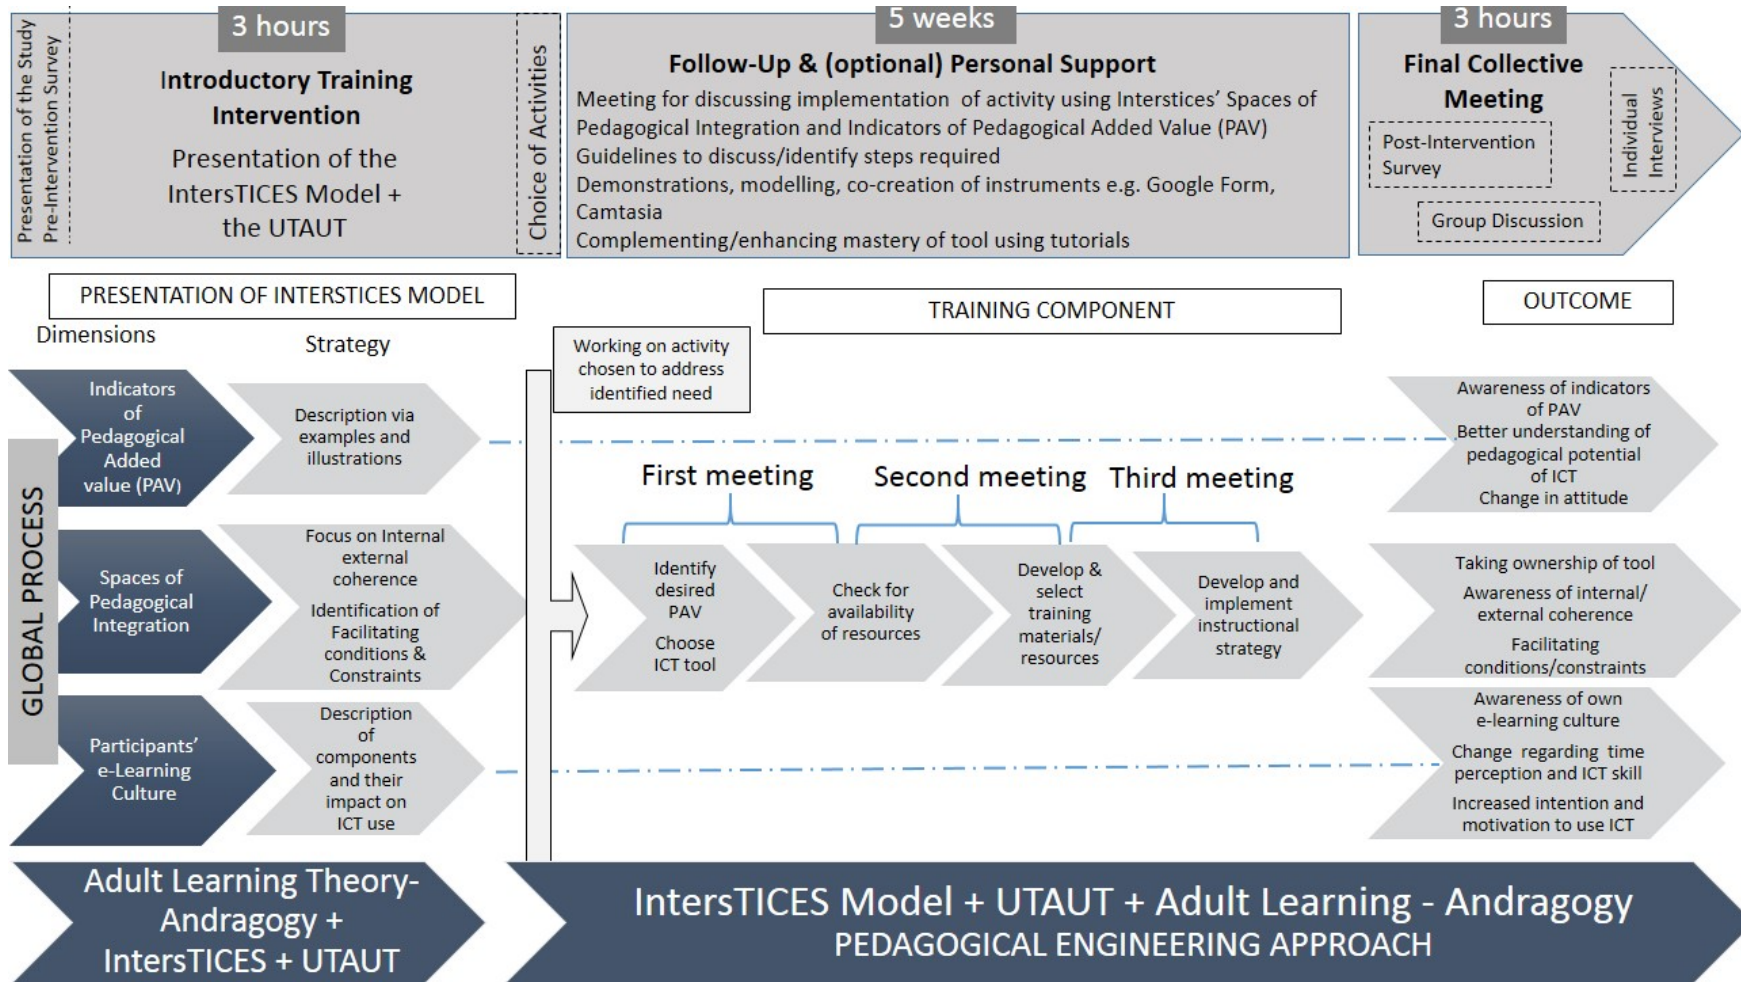 Presentation of the Study
Pre-Intervention Survey
3 hours
Introductory Training
Intervention
Presentation of the
IntersTICES Model +
the UTAUT
Choice of Activities
5 weeks
Follow-Up & (optional) Personal Support
Meeting for discussing implementation of activity using Interstices’ Spaces of
Pedagogical Integration and Indicators of Pedagogical Added Value (PAV)
Guidelines to discuss/identify steps required
Demonstrations, modelling, co-creation of instruments e.g. Google Form,
Camtasia
Complementing/enhancing mastery of tool using tutorials
3 hours
Final Collective
Meeting
Post-Intervention
Survey
Group Discussion
Individual
Interviews
PRESENTATION OF INTERSTICES MODEL
TRAINING COMPONENT
OUTCOME
Dimensions
Strategy
Working on activity
chosen to address
identified need
GLOBAL PROCESS
Indicators
of
Pedagogical
Added
value (PAV)
Description via
examples and
illustrations
Awareness of indicators
of PAV
Better understanding of
pedagogical potential
of ICT
Change in attitude
First meeting
Second meeting
Third meeting
Spaces of
Pedagogical
Integration
Focus on Internal
external
coherence
Identification of
Facilitating
conditions &
Constraints
Identify
desired
PAV
Choose
ICT tool
Check for
availability
of resources
Develop &
select
training
materials/
resources
Develop and
implement
instructional
strategy
Taking ownership of tool
Awareness of internal/
external coherence
Facilitating
conditions/constraints
Participants’
e-Learning
Culture
Description
of
components
and their
impact on
ICT use
Awareness of own
e-learning culture
Change regarding time
perception and ICT skill
Increased intention and
motivation to use ICT
Adult Learning Theory-
Andragogy +
IntersTICES + UTAUT
IntersTICES Model + UTAUT + Adult Learning - Andragogy
PEDAGOGICAL ENGINEERING APPROACH